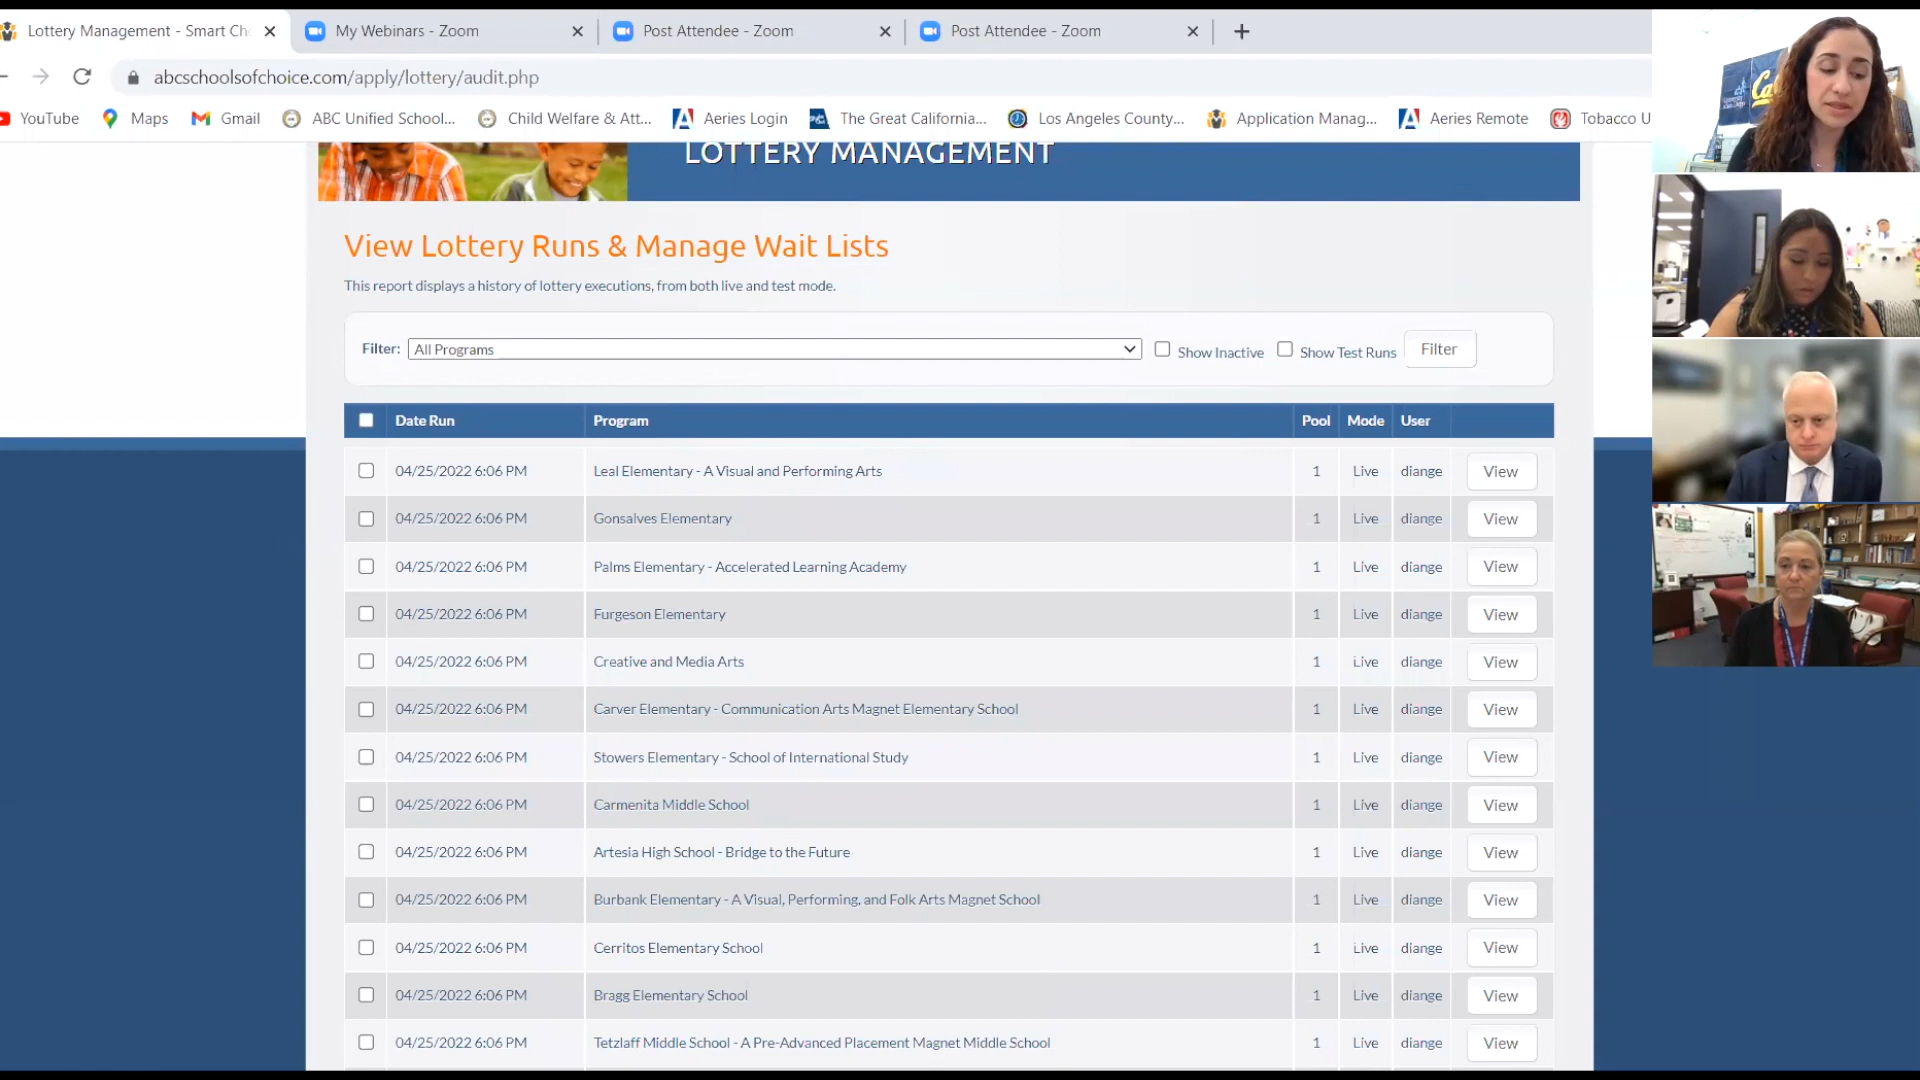 Lottery Management - Smart Ch
My Webinars - Zoom
Post Attendee - Zoom
Post Attendee - Zoom
abcschoolsofchoice.com/apply/lottery/audit.php
YouTube Maps Gmail ABC Unified School... Child Welfare & Att... Aeries Login The Great California... Los Angeles County... Application Manag... Aeries Remote Tobacco U
LOTTERY MANAGEMENT
View Lottery Runs & Manage Wait Lists
This report displays a history of lottery executions, from both live and test mode.
Filter: All Programs Show Inactive Show Test Runs Filter
Date Run Program Pool Mode User
04/25/2022 6:06 PM Leal Elementary - A Visual and Performing Arts 1 Live diange View
04/25/2022 6:06 PM Gonsalves Elementary 1 Live diange View
04/25/2022 6:06 PM Palms Elementary - Accelerated Learning Academy 1 Live diange View
04/25/2022 6:06 PM Furgeson Elementary 1 Live diange View
04/25/2022 6:06 PM Creative and Media Arts 1 Live diange View
04/25/2022 6:06 PM Carver Elementary - Communication Arts Magnet Elementary School 1 Live diange View
04/25/2022 6:06 PM Stowers Elementary - School of International Study 1 Live diange View
04/25/2022 6:06 PM Carmenita Middle School 1 Live diange View
04/25/2022 6:06 PM Artesia High School - Bridge to the Future 1 Live diange View
04/25/2022 6:06 PM Burbank Elementary - A Visual, Performing, and Folk Arts Magnet School 1 Live diange View
04/25/2022 6:06 PM Cerritos Elementary School 1 Live diange View
04/25/2022 6:06 PM Bragg Elementary School 1 Live diange View
04/25/2022 6:06 PM Tetzlaff Middle School - A Pre-Advanced Placement Magnet Middle School 1 Live diange View